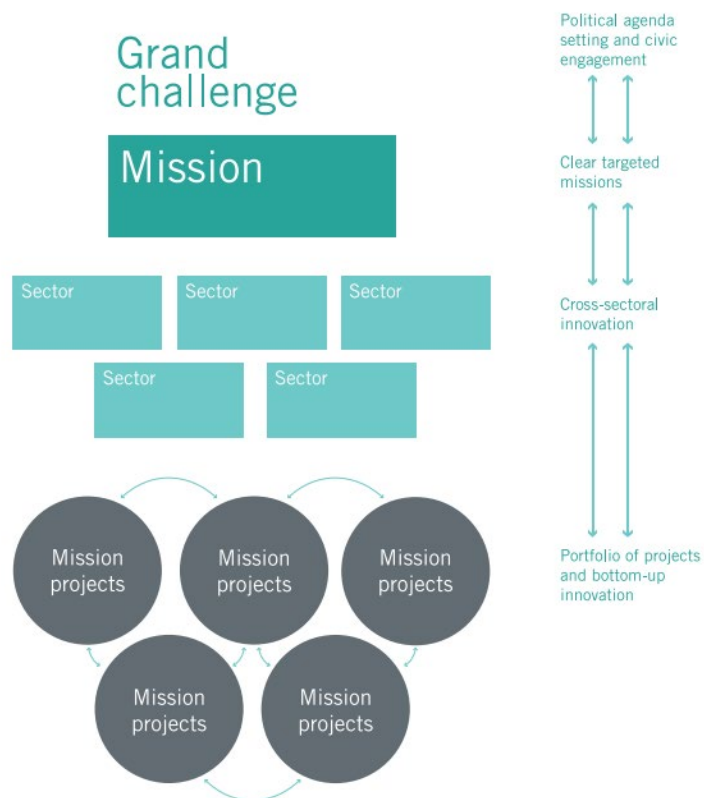 Grand
challenge
Mission
Sector
Sector
Sector
Sector
Sector
Mission
projects
Mission
projects
Mission
projects
Mission
projects
Mission
projects
Political agenda
setting and civic
engagement
Clear targeted
missions
Cross-sectoral
innovation
Portfolio of projects
and bottom-up
innovation